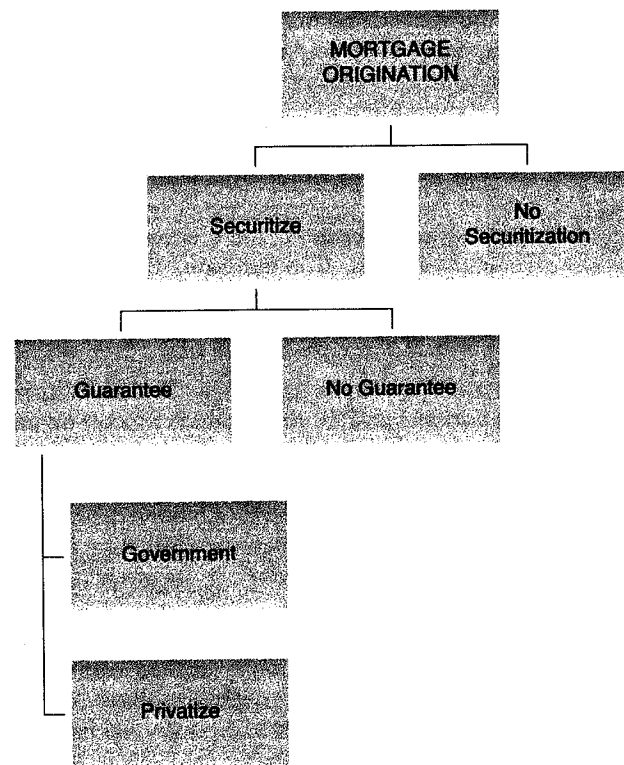 MORTGAGE
ORIGINATION
Securitize
No
Securitization
Guarantee
No Guarantee
Government
Privatize